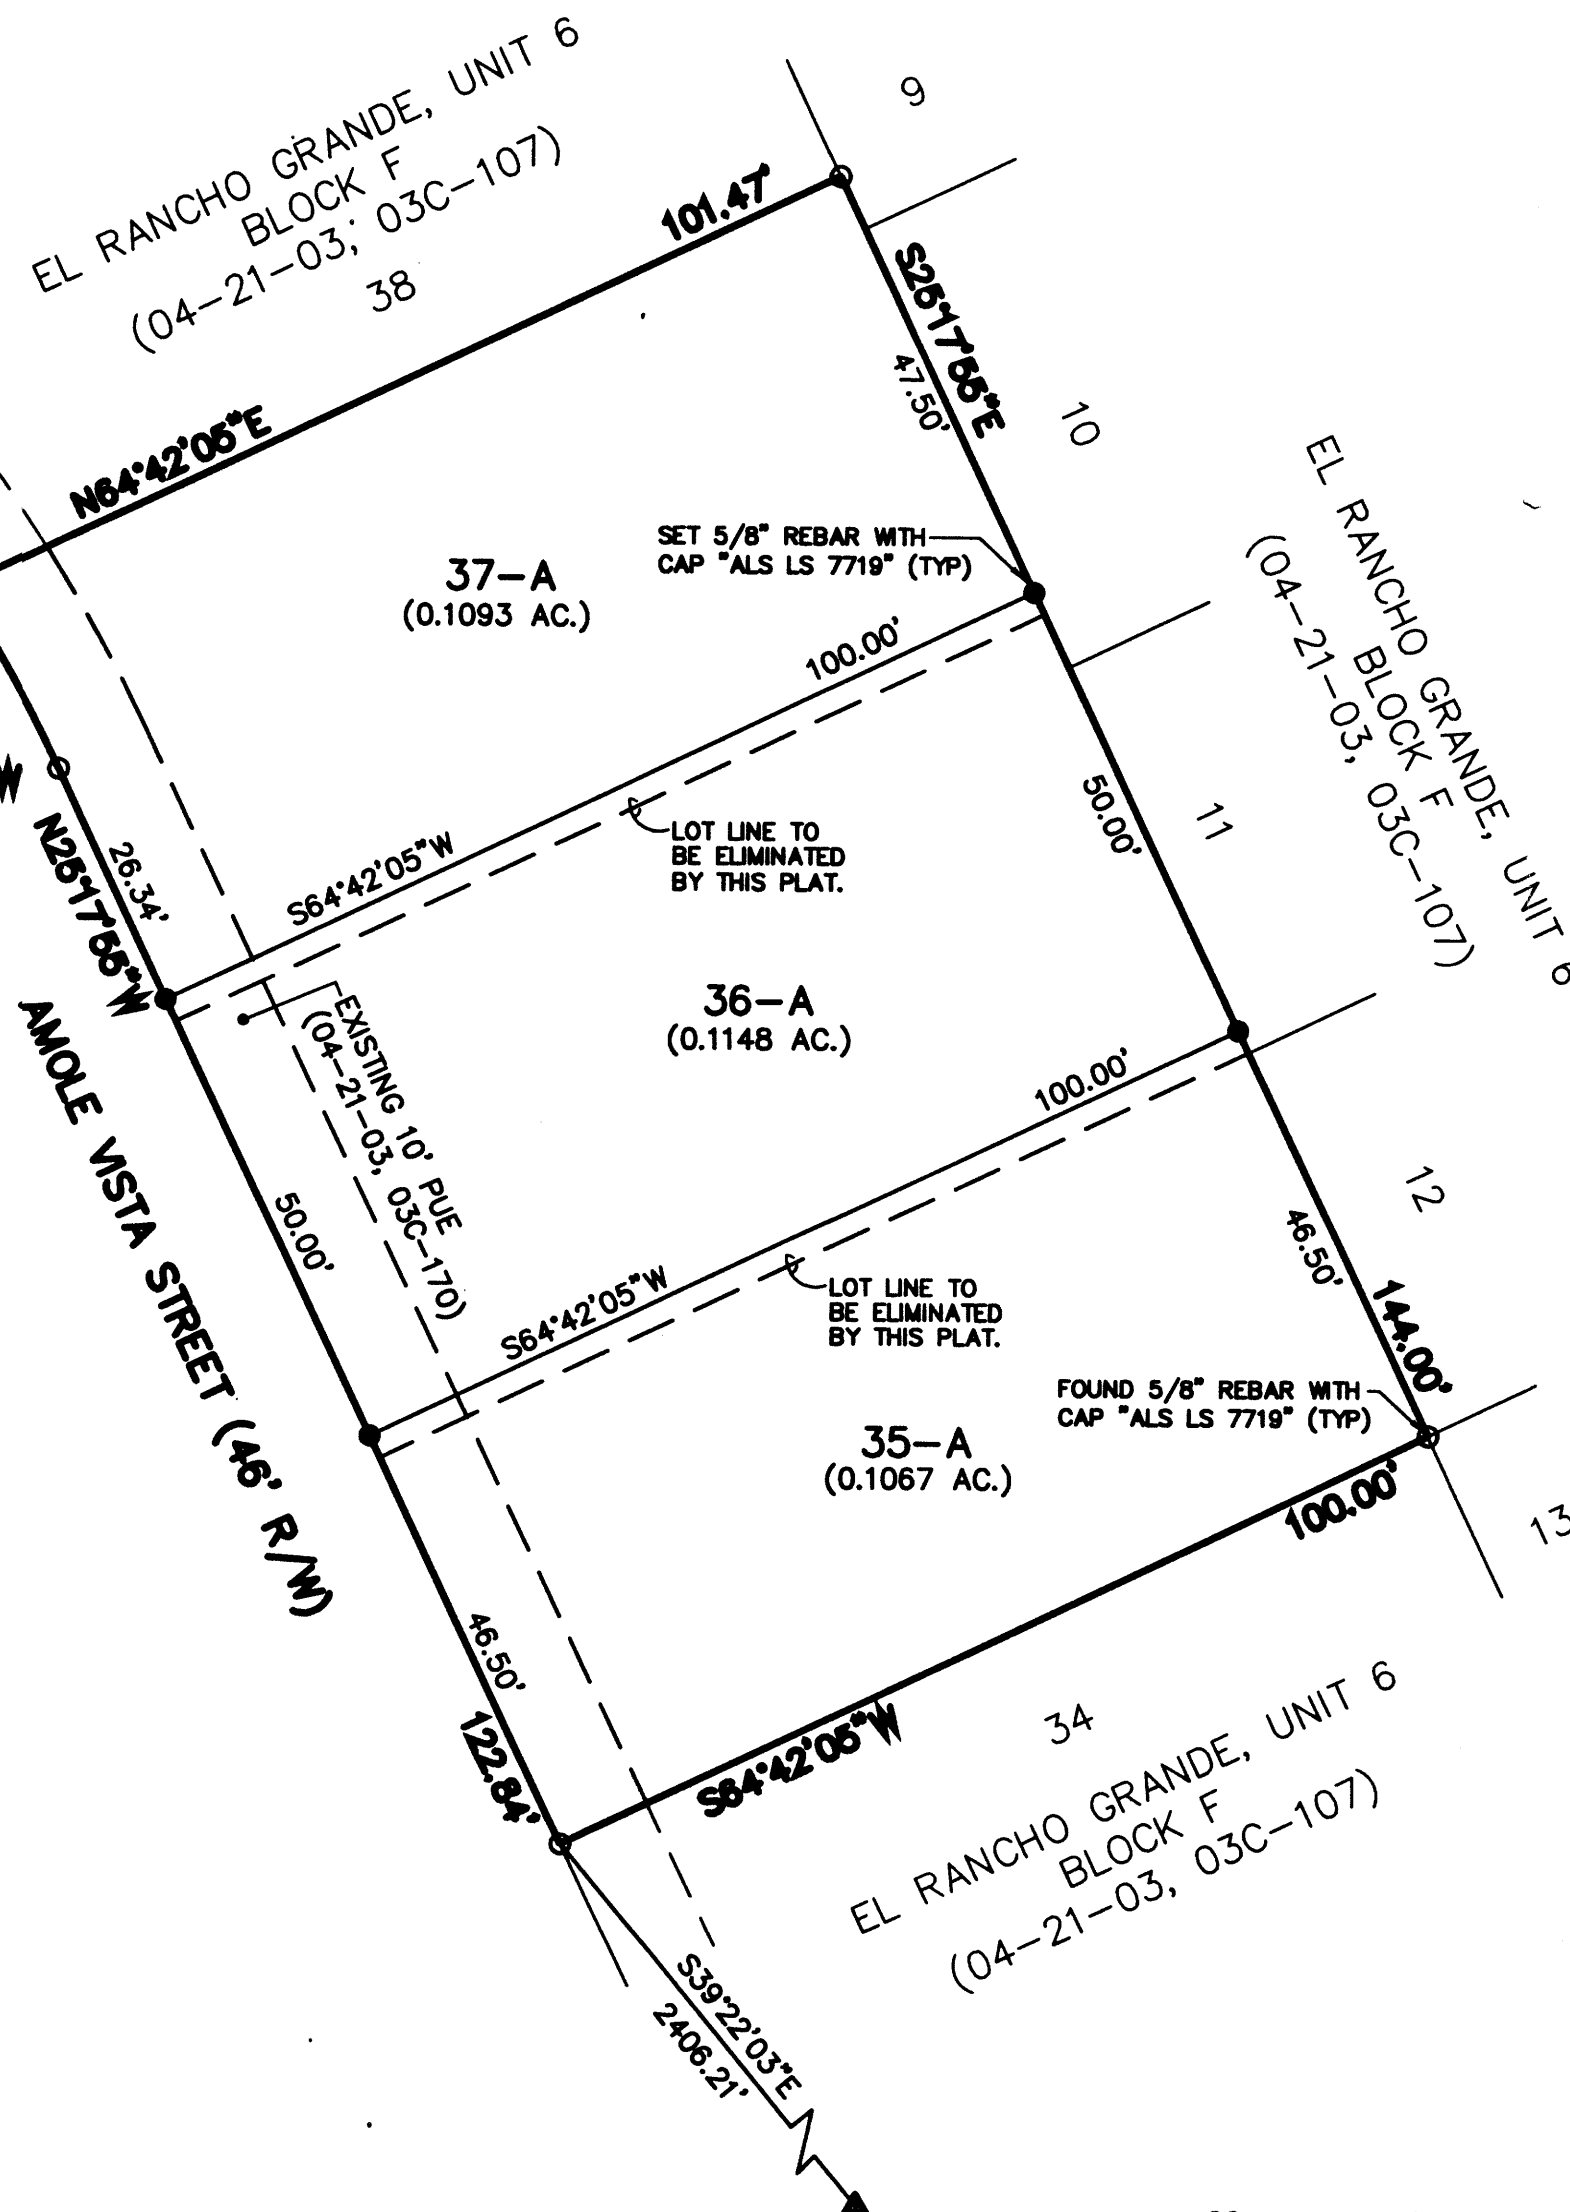 EL RANCHO GRANDE, UNIT 6
BLOCK F
(04-21-03; 03C-107)
38
9
101.47'
N64°42'05"E
S25°17'55"E
47.50'
10
SET 5/8" REBAR WITH
CAP "ALS LS 7719" (TYP)
37-A
(0.1093 AC.)
EL RANCHO GRANDE, UNIT 6
BLOCK F
(04-21-03, 03C-107)
100.00'
S64°42'05"W
LOT LINE TO
BE ELIMINATED
BY THIS PLAT.
50.00'
11
W
N25°17'55"W
26.34'
36-A
(0.1148 AC.)
EXISTING 10' PUE
(04-21-03, 03C-170)
AMOLE VISTA STREET (46' R/W)
50.00'
100.00'
S64°42'05"W
LOT LINE TO
BE ELIMINATED
BY THIS PLAT.
12
46.50'
144.00'
FOUND 5/8" REBAR WITH
CAP "ALS LS 7719" (TYP)
35-A
(0.1067 AC.)
100.00'
13
46.50'
122.84'
S64°42'05"W
34
EL RANCHO GRANDE, UNIT 6
BLOCK F
(04-21-03, 03C-107)
S39°22'03"E
2406.21'